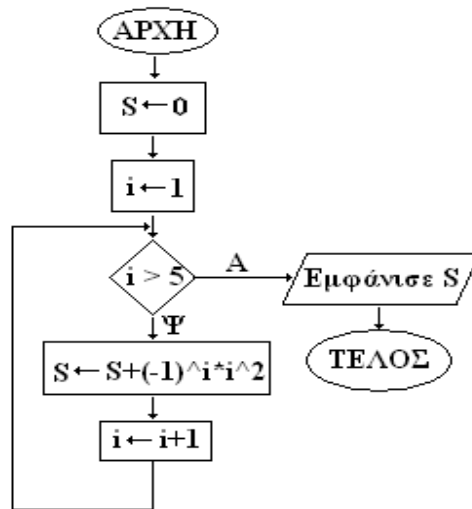 ΑΡΧΗ
S ← 0
i ← 1
i > 5
Α
Εμφάνισε S
Ψ
ΤΕΛΟΣ
S ← S+(-1)^i*i^2
i ← i+1